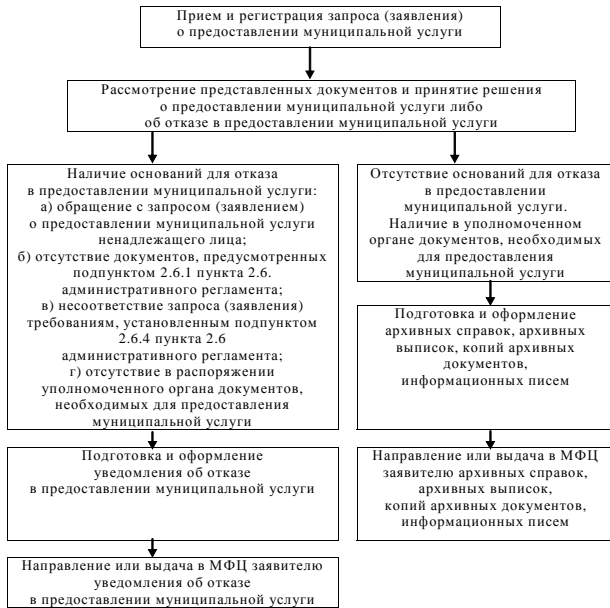 Прием и регистрация запроса (заявления)
о предоставлении муниципальной услуги
Рассмотрение представленных документов и принятие решения
о предоставлении муниципальной услуги либо
об отказе в предоставлении муниципальной услуги
Наличие оснований для отказа
в предоставлении муниципальной услуги:
а) обращение с запросом (заявлением)
о предоставлении муниципальной услуги
ненадлежащего лица;
б) отсутствие документов, предусмотренных
подпунктом 2.6.1 пункта 2.6.
административного регламента;
в) несоответствие запроса (заявления)
требованиям, установленным подпунктом
2.6.4 пункта 2.6
административного регламента;
г) отсутствие в распоряжении
уполномоченного органа документов,
необходимых для предоставления
муниципальной услуги
Подготовка и оформление
уведомления об отказе
в предоставлении муниципальной услуги
Направление или выдача в МФЦ заявителю
уведомления об отказе
в предоставлении муниципальной услуги
Отсутствие оснований для отказа
в предоставлении
муниципальной услуги.
Наличие в уполномоченном
органе документов, необходимых
для предоставления
муниципальной услуги
Подготовка и оформление
архивных справок, архивных
выписок, копий архивных
документов,
информационных писем
Направление или выдача в МФЦ
заявителю архивных справок,
архивных выписок,
копий архивных документов,
информационных писем